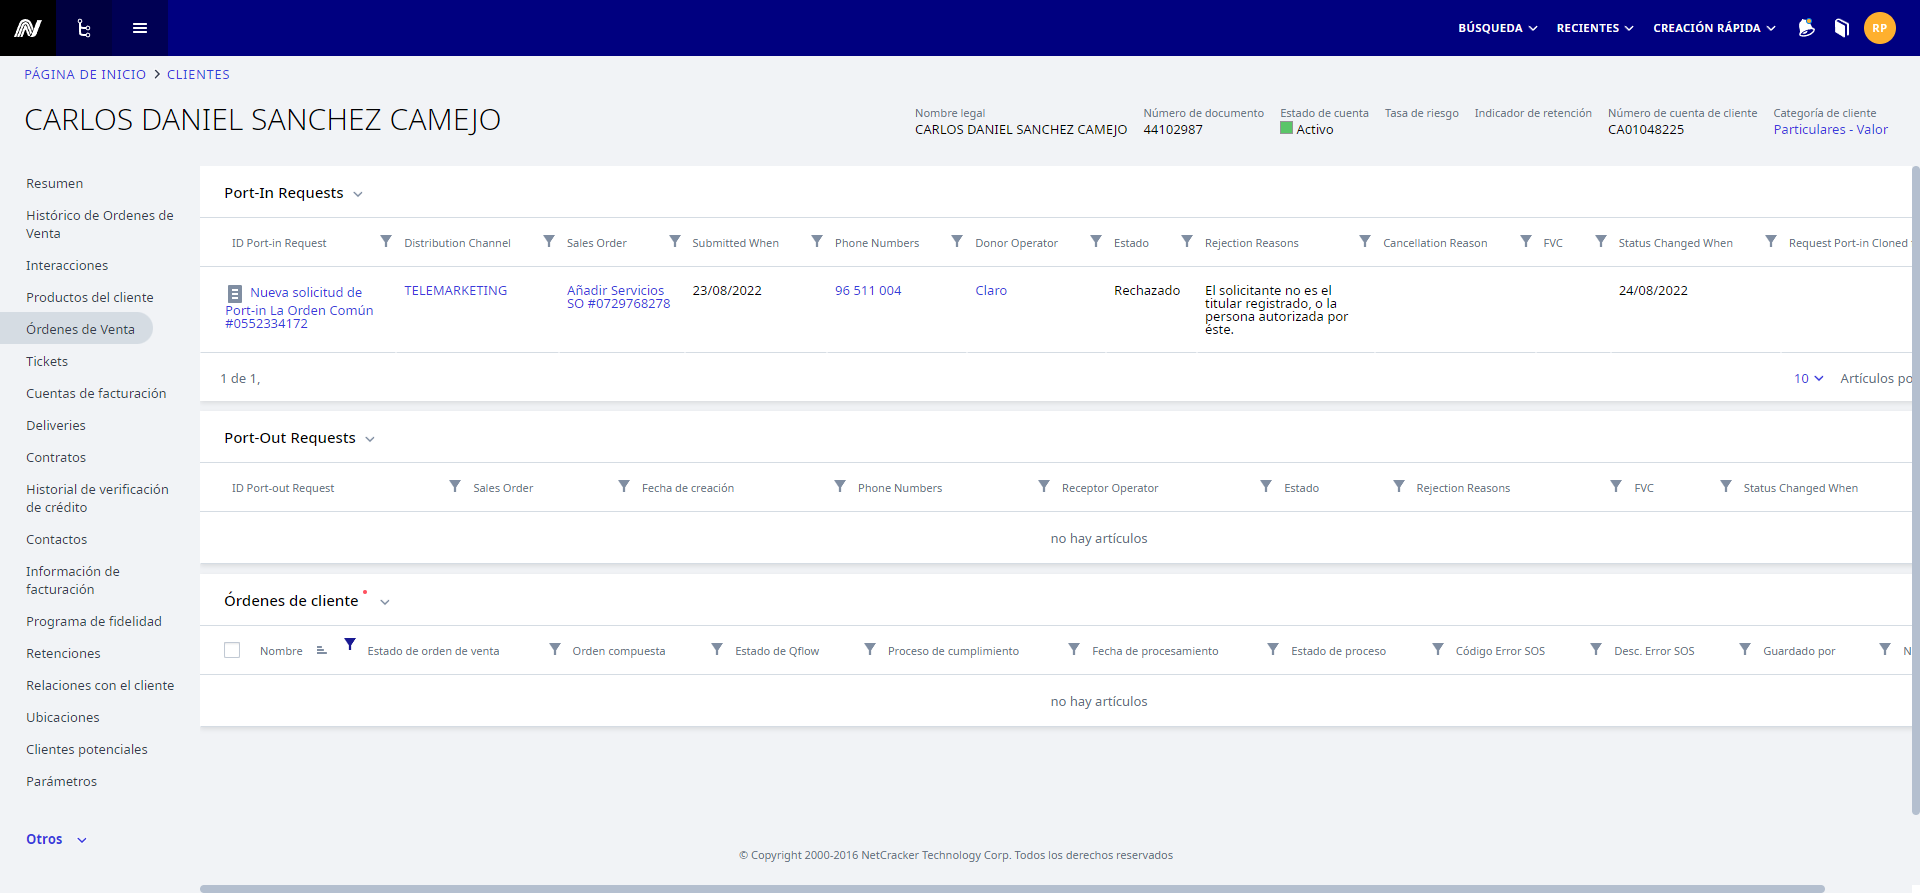 BÚSQUEDA RECIENTES CREACIÓN RÁPIDA RP
PÁGINA DE INICIO > CLIENTES
CARLOS DANIEL SANCHEZ CAMEJO
Nombre legal Número de documento Estado de cuenta Tasa de riesgo Indicador de retención Número de cuenta de cliente Categoría de cliente
CARLOS DANIEL SANCHEZ CAMEJO 44102987 Activo CA01048225 Particulares - Valor
Resumen
Histórico de Ordenes de
Venta
Interacciones
Productos del cliente
Órdenes de Venta
Tickets
Cuentas de facturación
Deliveries
Contratos
Historial de verificación
de crédito
Contactos
Información de
facturación
Programa de fidelidad
Retenciones
Relaciones con el cliente
Ubicaciones
Clientes potenciales
Parámetros
Otros
Port-In Requests
ID Port-in Request Distribution Channel Sales Order Submitted When Phone Numbers Donor Operator Estado Rejection Reasons Cancellation Reason FVC Status Changed When Request Port-in Cloned
Nueva solicitud de
Port-in La Orden Común
#0552334172
TELEMARKETING
Añadir Servicios
SO #0729768278
23/08/2022
96 511 004
Claro
Rechazado
El solicitante no es el
titular registrado, o la
persona autorizada por
éste.
24/08/2022
1 de 1,
10 Artículos po
Port-Out Requests
ID Port-out Request Sales Order Fecha de creación Phone Numbers Receptor Operator Estado Rejection Reasons FVC Status Changed When
no hay artículos
Órdenes de cliente *
Nombre Estado de orden de venta Orden compuesta Estado de Qflow Proceso de cumplimiento Fecha de procesamiento Estado de proceso Código Error SOS Desc. Error SOS Guardado por N
no hay artículos
© Copyright 2000-2016 NetCracker Technology Corp. Todos los derechos reservados